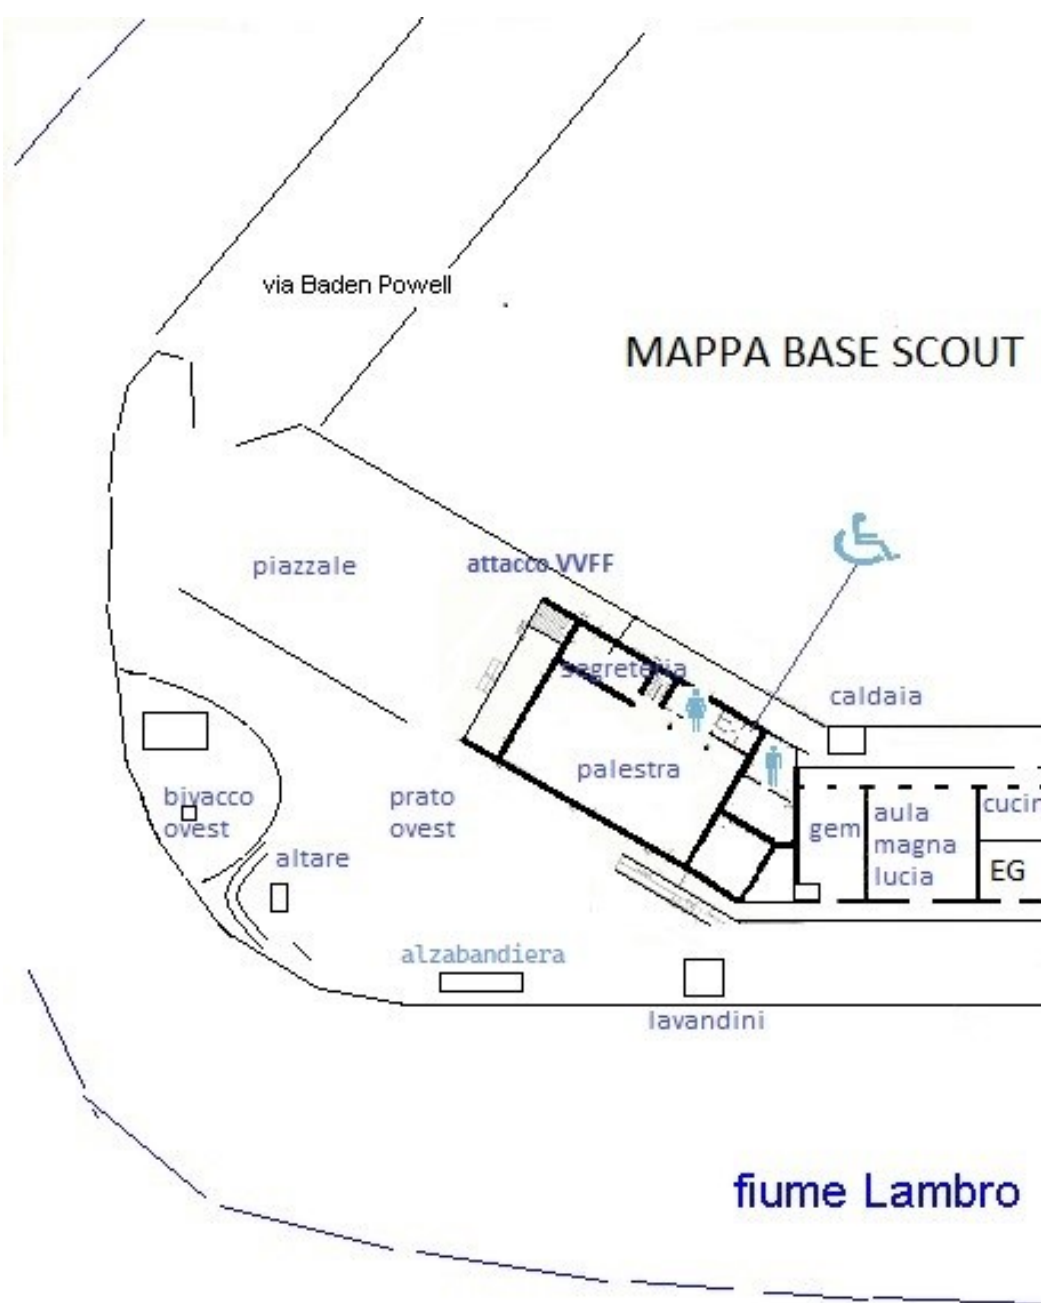 via Baden Powell
MAPPA BASE SCOUT
piazzale
attacco VVFF
segreteria
caldaia
palestra
bivacco
ovest
prato
ovest
gem
aula
magna
lucia
cucin
EG
altare
alzabandiera
lavandini
fiume Lambro